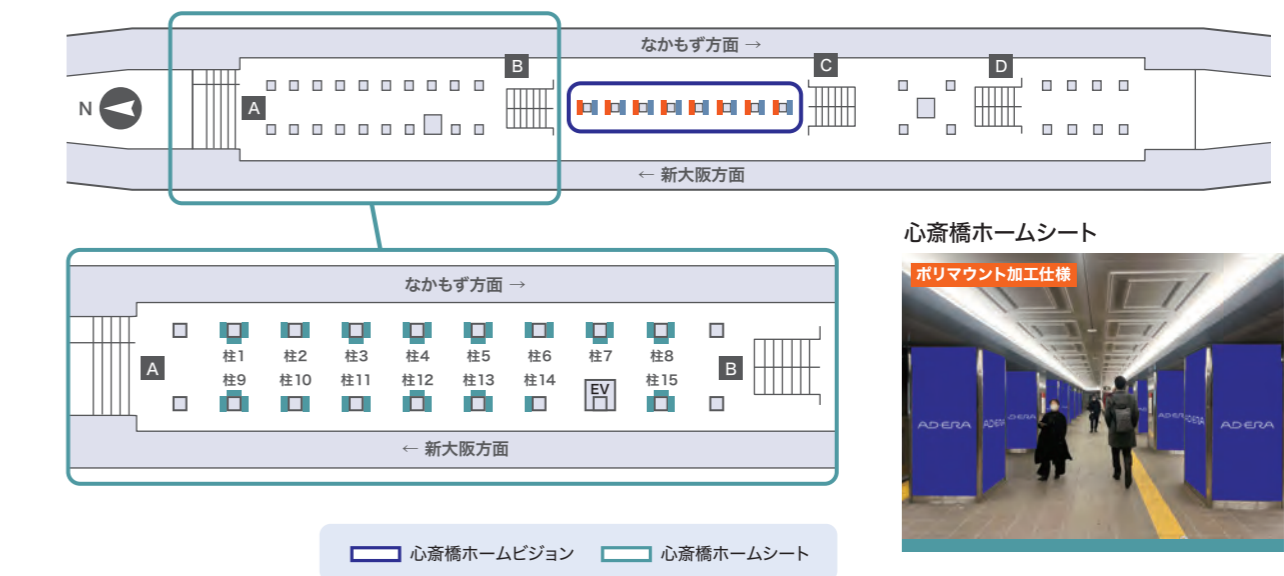 なかもず方面 →
N
A
B
C
D
← 新大阪方面
なかもず方面 →
柱1 柱2 柱3 柱4 柱5 柱6 柱7 柱8
A
B
柱9 柱10 柱11 柱12 柱13 柱14 EV 柱15
← 新大阪方面
心斎橋ホームビジョン 心斎橋ホームシート
心斎橋ホームシート
ポリマウント加工仕様
ADERA
ADERA
ADERA
ADERA